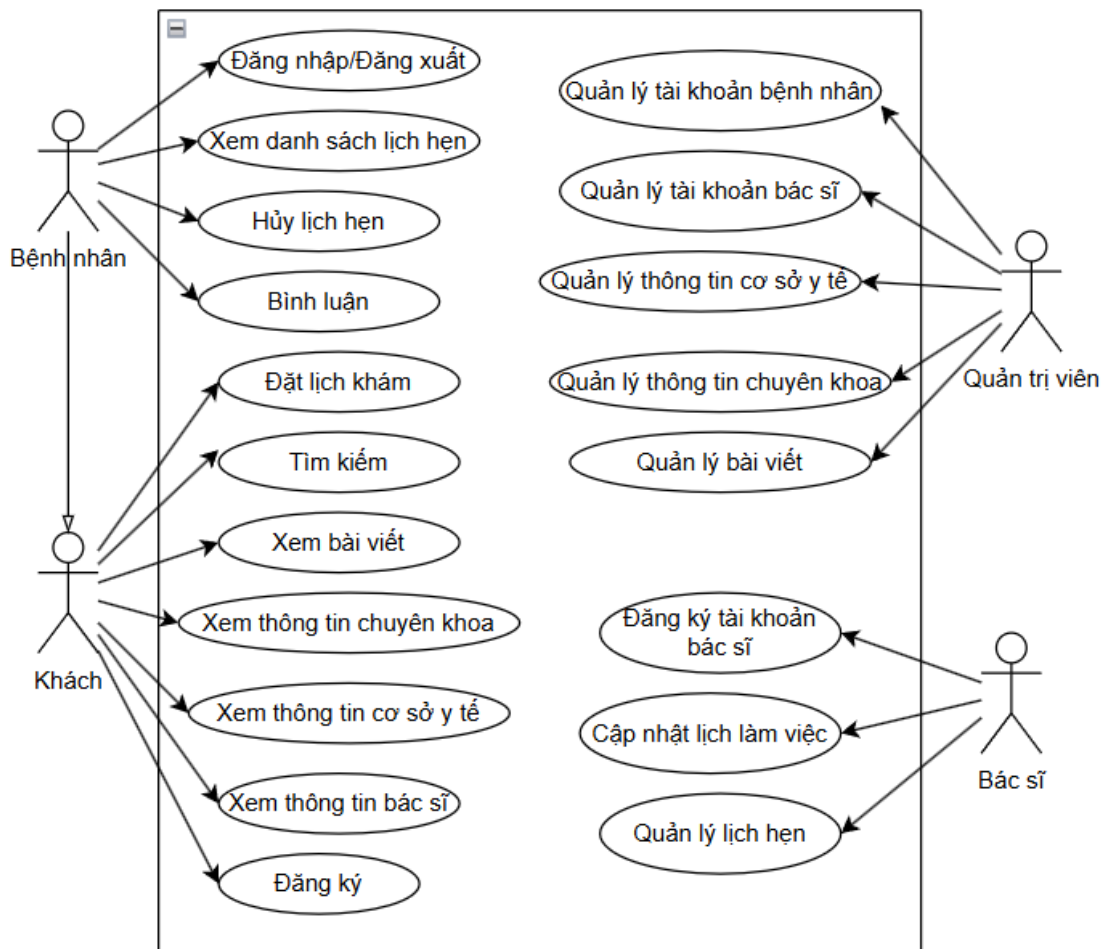 Đăng nhập/Đăng xuất
Xem danh sách lịch hẹn
Hủy lịch hẹn
Bình luận
Bệnh nhân
Đặt lịch khám
Tìm kiếm
Xem bài viết
Xem thông tin chuyên khoa
Xem thông tin cơ sở y tế
Xem thông tin bác sĩ
Đăng ký
Khách
Quản lý tài khoản bệnh nhân
Quản lý tài khoản bác sĩ
Quản lý thông tin cơ sở y tế
Quản lý thông tin chuyên khoa
Quản lý bài viết
Quản trị viên
Đăng ký tài khoản
bác sĩ
Cập nhật lịch làm việc
Quản lý lịch hẹn
Bác sĩ